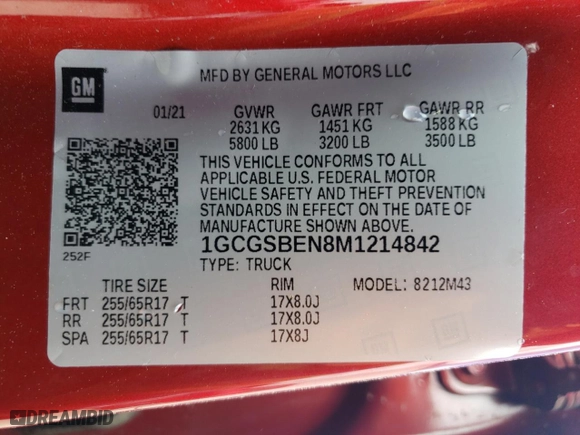 GM
MFD BY GENERAL MOTORS LLC
01/21 GVWR GAWR FRT GAWR RR
2631 KG 1451 KG 1588 KG
5800 LB 3200 LB 3500 LB
THIS VEHICLE CONFORMS TO ALL
APPLICABLE U.S. FEDERAL MOTOR
VEHICLE SAFETY AND THEFT PREVENTION
STANDARDS IN EFFECT ON THE DATE OF
MANUFACTURE SHOWN ABOVE.
1GCGSBEN8M1214842
252F
TYPE: TRUCK MODEL: 8212M43
TIRE SIZE RIM
FRT 255/65R17 T 17X8.0J
RR 255/65R17 T 17X8.0J
SPA 255/65R17 T 17X8J
DREAMBID